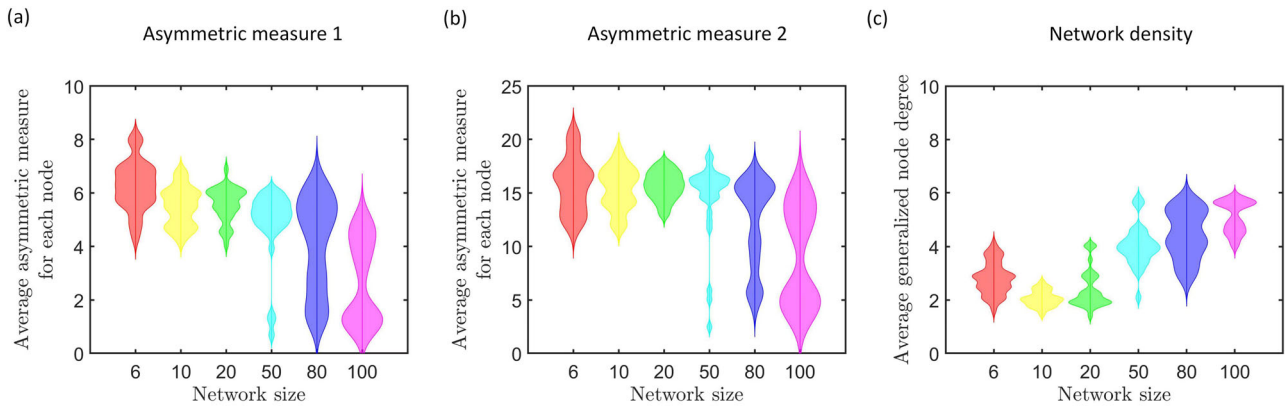 (a)
Asymmetric measure 1
Average asymmetric measure
for each node
10
8
6
4
2
0
6 10 20 50 80 100
Network size
(b)
Asymmetric measure 2
Average asymmetric measure
for each node
25
20
15
10
5
0
6 10 20 50 80 100
Network size
(c)
Network density
Average generalized node degree
10
8
6
4
2
0
6 10 20 50 80 100
Network size